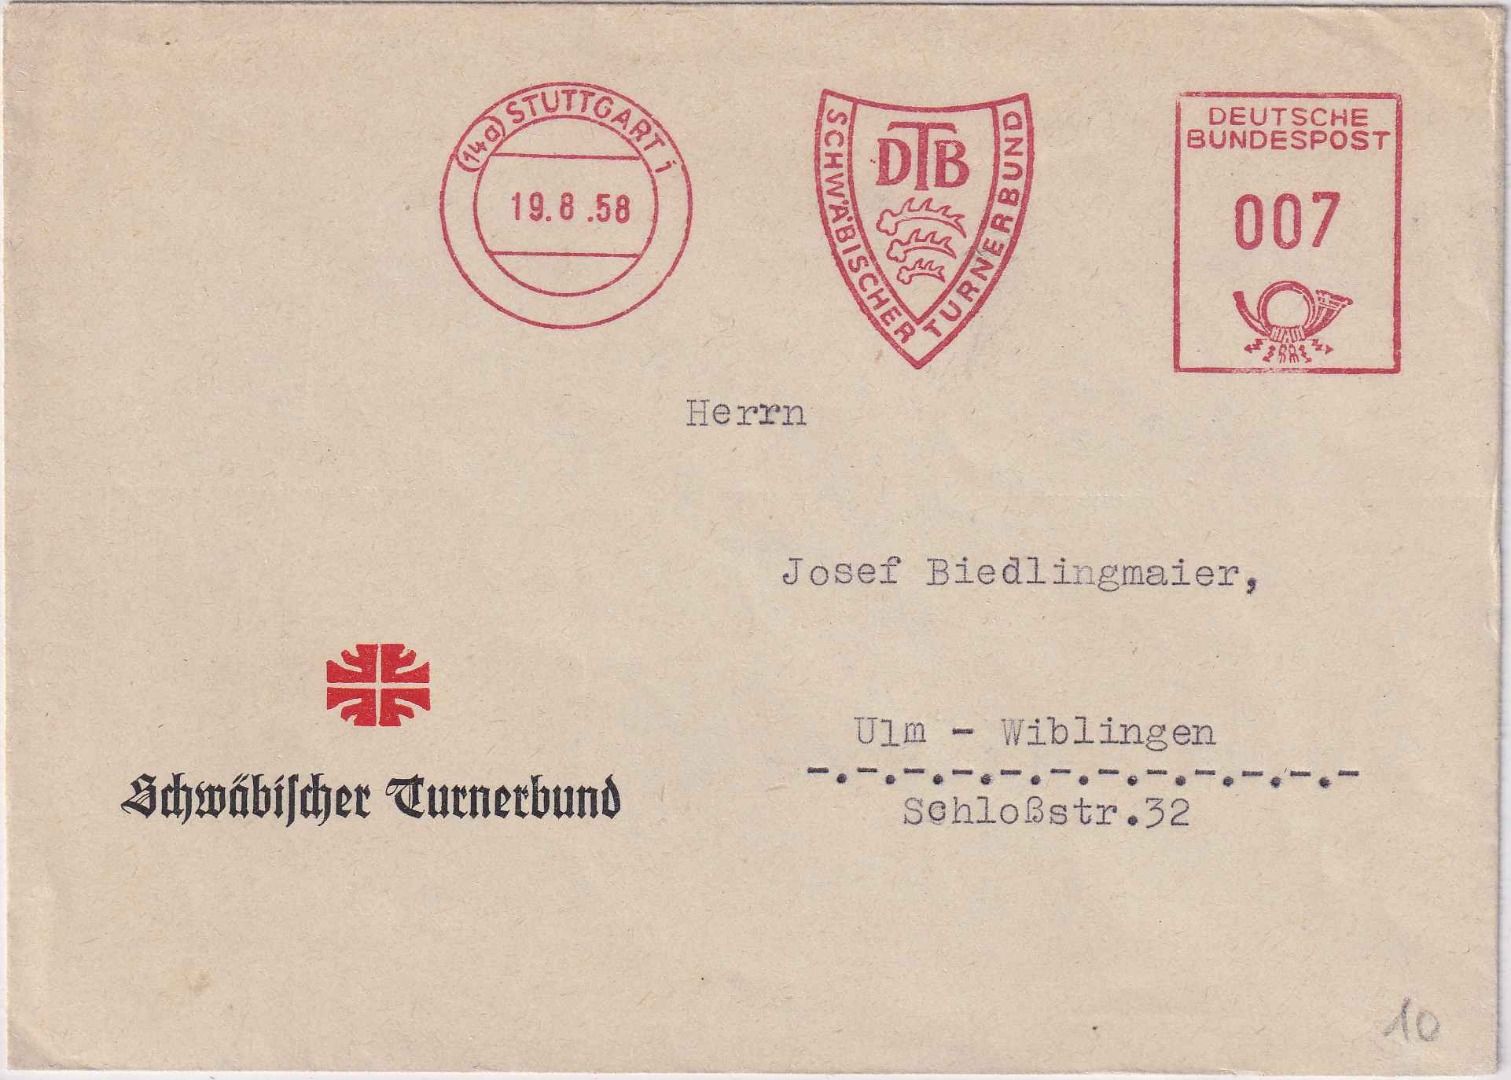 (14a) STUTTGART 1
19.8.58
SCHWÄBISCHER TURNERBUND
DTB
DEUTSCHE
BUNDESPOST
007
Herrn
Josef Biedlingmaier,
Ulm - Wiblingen
-.-.-.-.-.-.-.-.-.-.-.-
Schloßstr.32
Schwäbischer Turnerbund
10